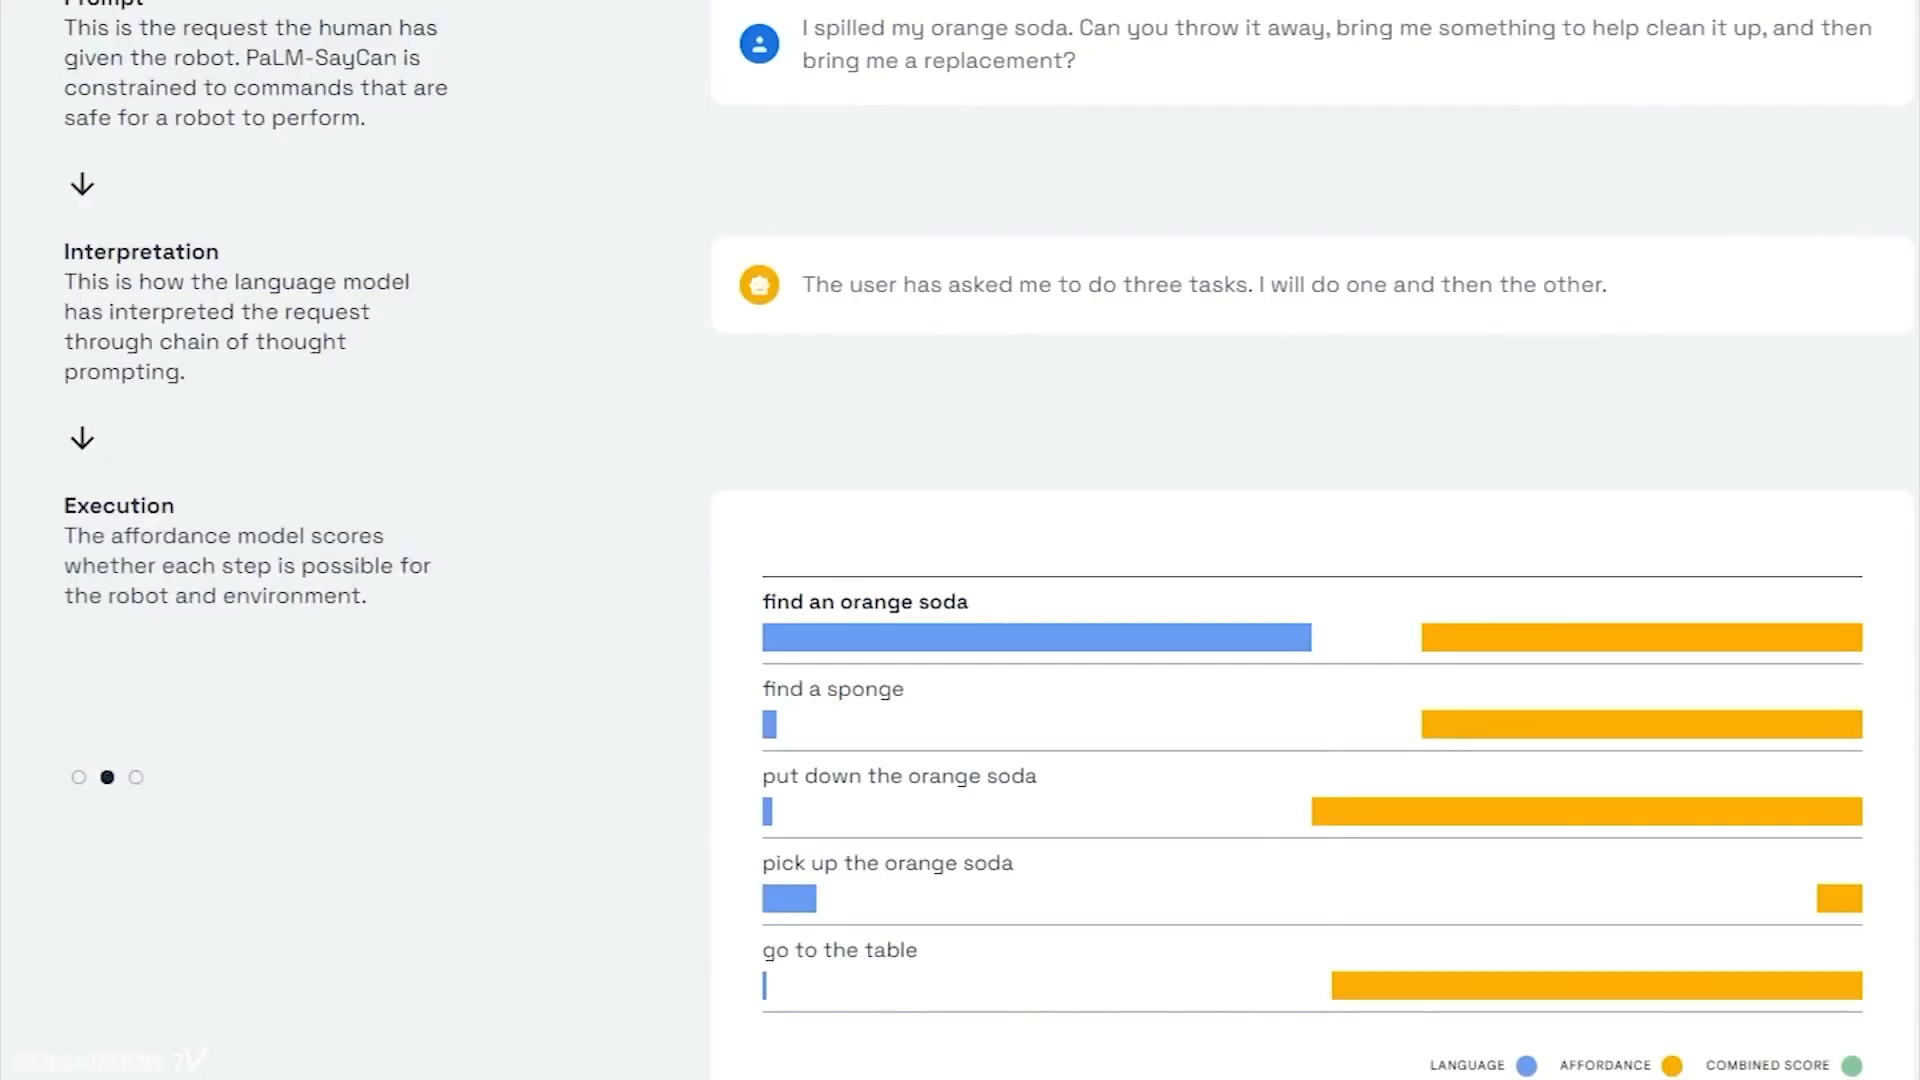 Prompt
This is the request the human has
given the robot. PaLM-SayCan is
constrained to commands that are
safe for a robot to perform.
I spilled my orange soda. Can you throw it away, bring me something to help clean it up, and then
bring me a replacement?
Interpretation
This is how the language model
has interpreted the request
through chain of thought
prompting.
The user has asked me to do three tasks. I will do one and then the other.
Execution
The affordance model scores
whether each step is possible for
the robot and environment.
find an orange soda
find a sponge
put down the orange soda
pick up the orange soda
go to the table
LANGUAGE AFFORDANCE COMBINED SCORE